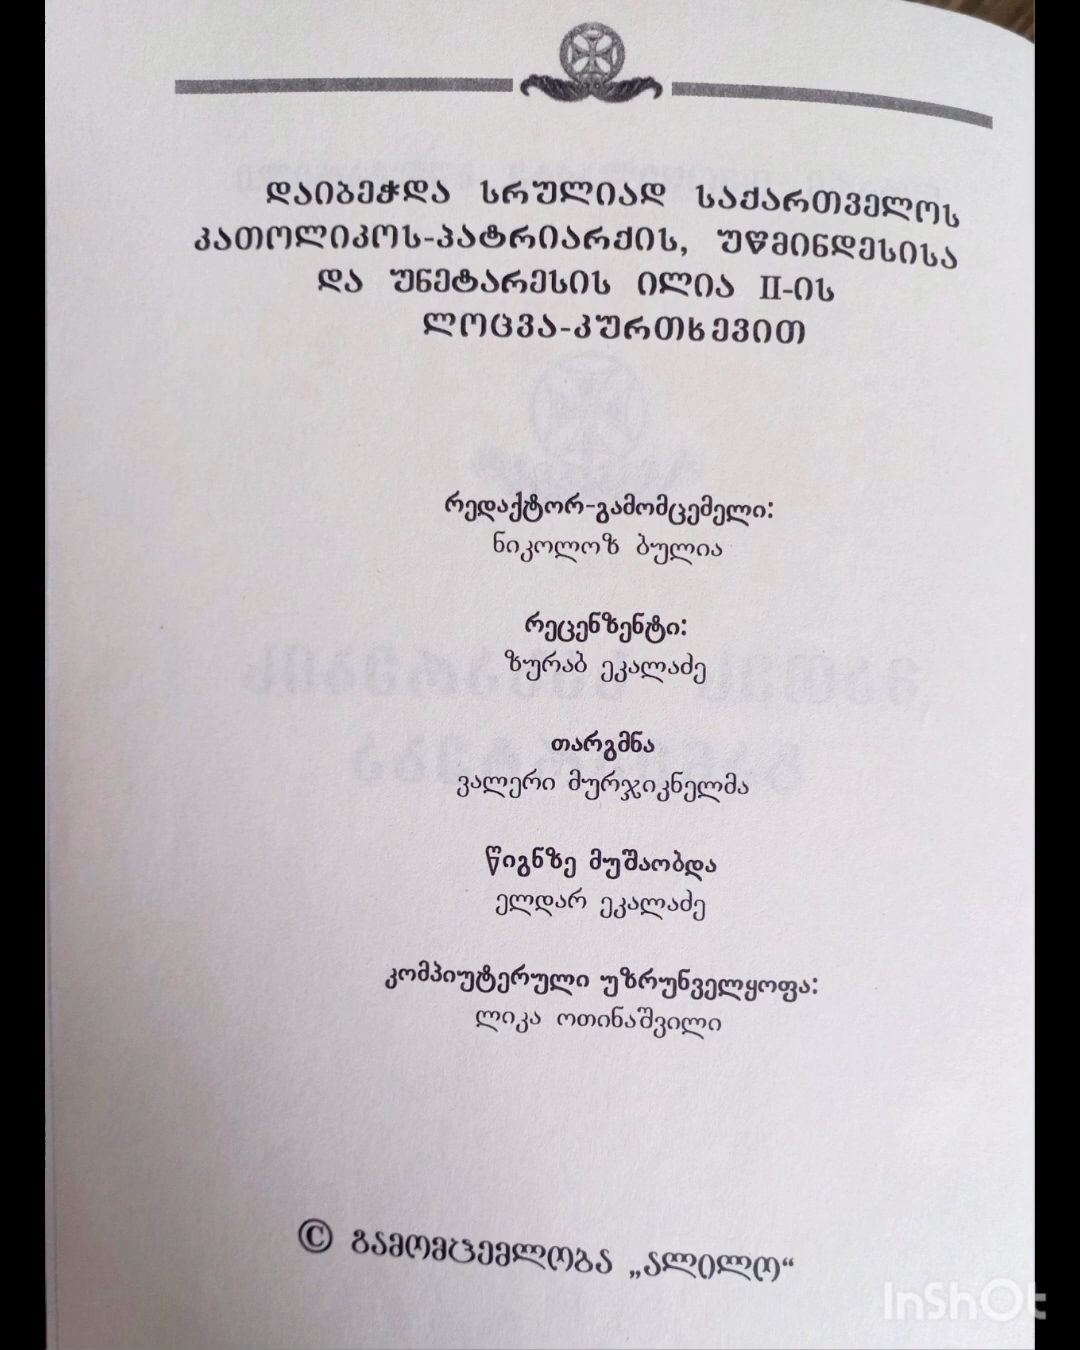 დაიბეჭდა სრულიად საქართველოს
კათოლიკოს-პატრიარქის, უწმინდესისა
და უნეტარესის ილია II-ის
ლოცვა-კურთხევით
რედაქტორ-გამომცემელი:
ნიკოლოზ ბულია
რეცენზენტი:
ზურაბ ეკალაძე
თარგმნა
ვალერი მურჯიკნელმა
წიგნზე მუშაობდა
ელდარ ეკალაძე
კომპიუტერული უზრუნველყოფა:
ლიკა ოთინაშვილი
© გამომცემლობა „ალილო“
InShOt